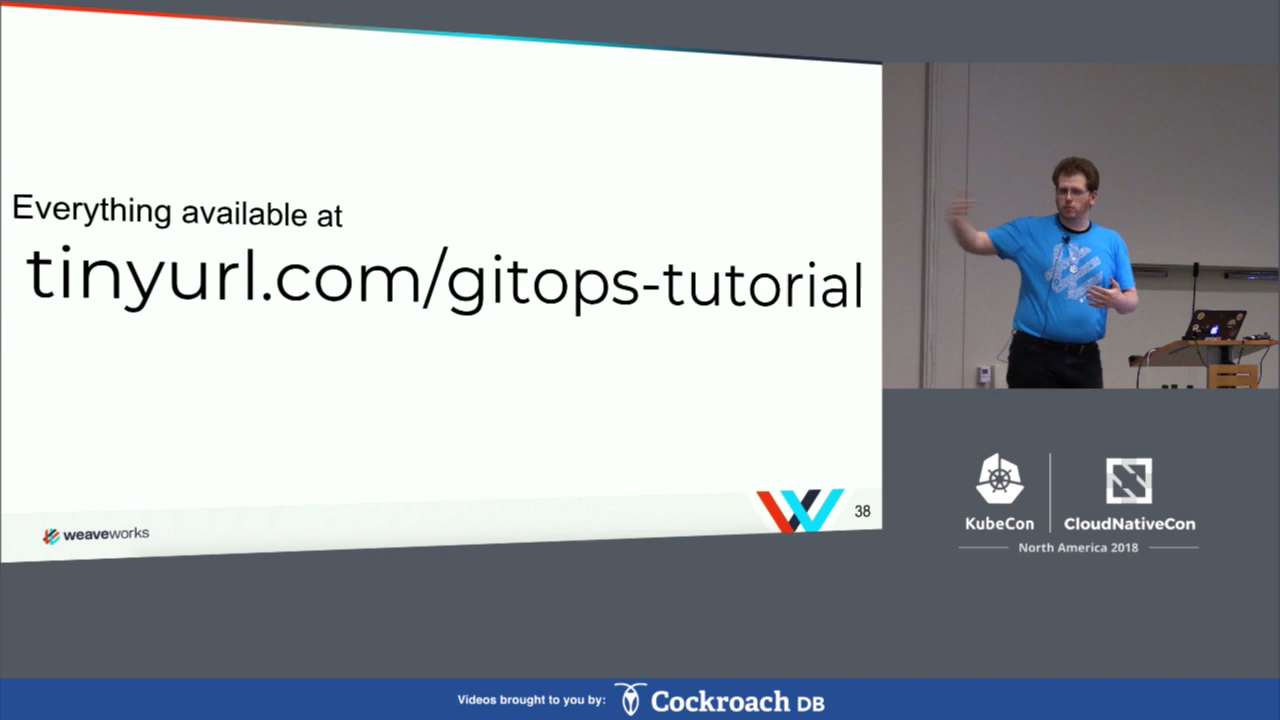 Everything available at
tinyurl.com/gitops-tutorial
weaveworks
38
KubeCon
CloudNativeCon
North America 2018
Videos brought to you by:
Cockroach DB